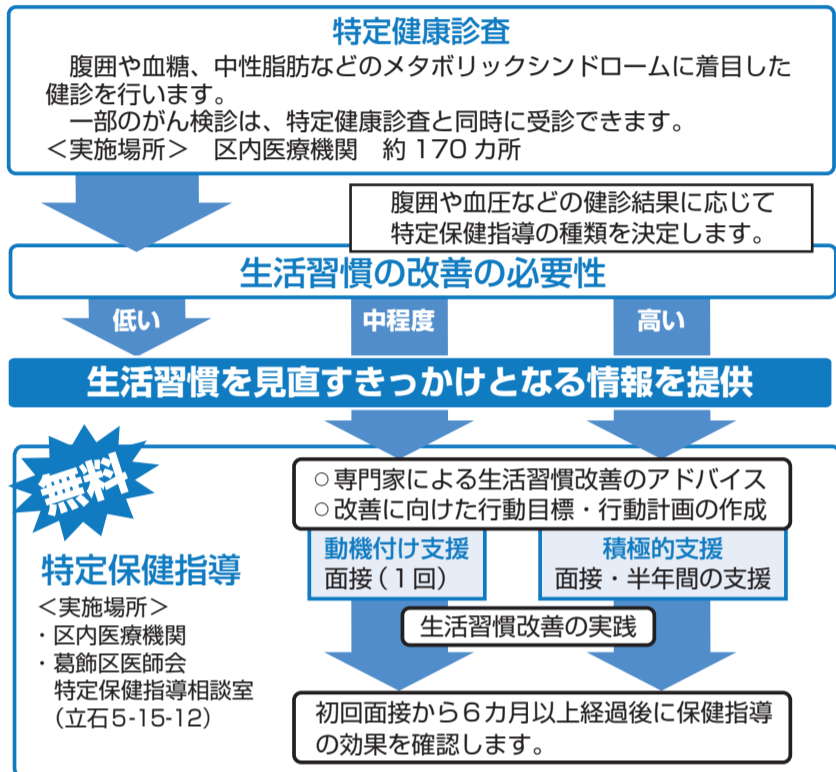 特定健康診査
腹囲や血糖、中性脂肪などのメタボリックシンドロームに着目した
健診を行います。
一部のがん検診は、特定健康診査と同時に受診できます。
＜実施場所＞　区内医療機関　約 170 カ所
腹囲や血圧などの健診結果に応じて
特定保健指導の種類を決定します。
生活習慣の改善の必要性
低い
中程度
高い
生活習慣を見直すきっかけとなる情報を提供
無料
○専門家による生活習慣改善のアドバイス
○改善に向けた行動目標・行動計画の作成
動機付け支援
面接（１回）
積極的支援
面接・半年間の支援
特定保健指導
＜実施場所＞
・区内医療機関
・葛飾区医師会
特定保健指導相談室
（立石5-15-12）
生活習慣改善の実践
初回面接から６カ月以上経過後に保健指導
の効果を確認します。